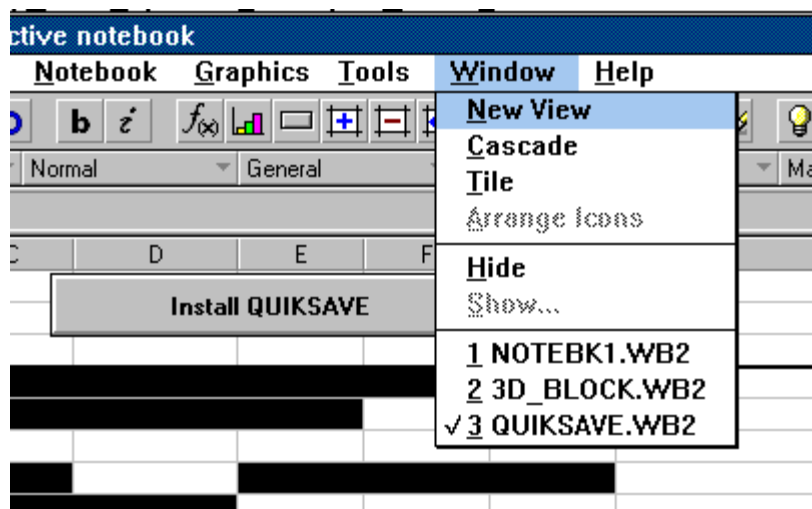 ctive notebook
Notebook Graphics Tools Window Help
b i f(x)
Normal General
New View
Cascade
Tile
Arrange Icons
Hide
Show...
1 NOTEBK1.WB2
2 3D_BLOCK.WB2
✓ 3 QUIKSAVE.WB2
D E F
Install QUIKSAVE